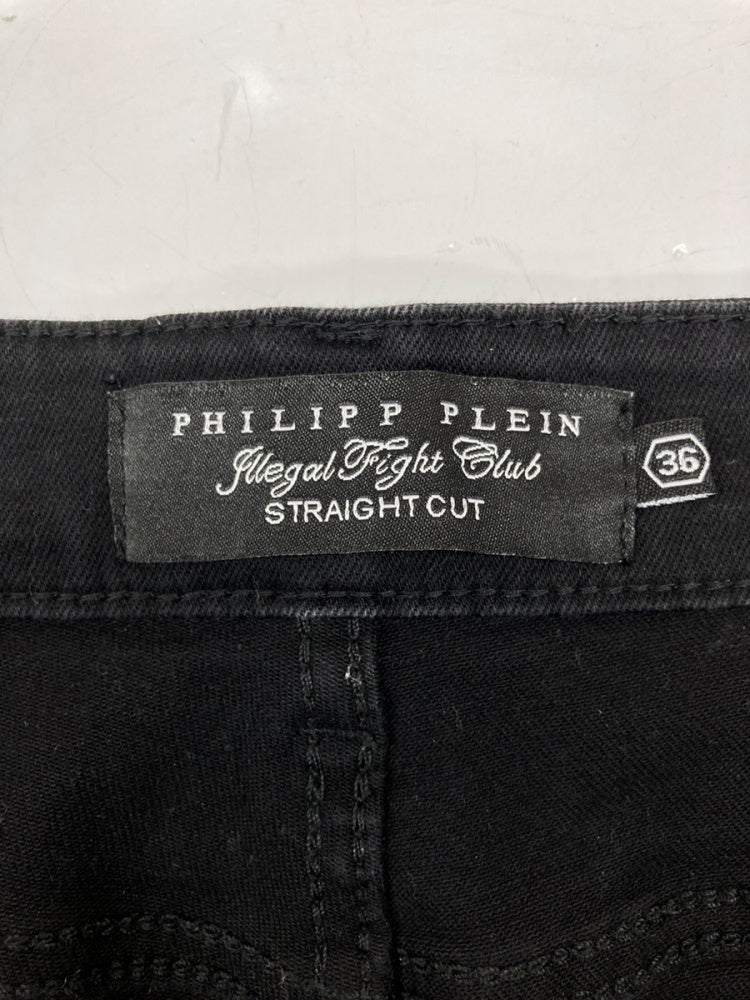 PHILIPP PLEIN
Illegal Fight Club
STRAIGHT CUT
36